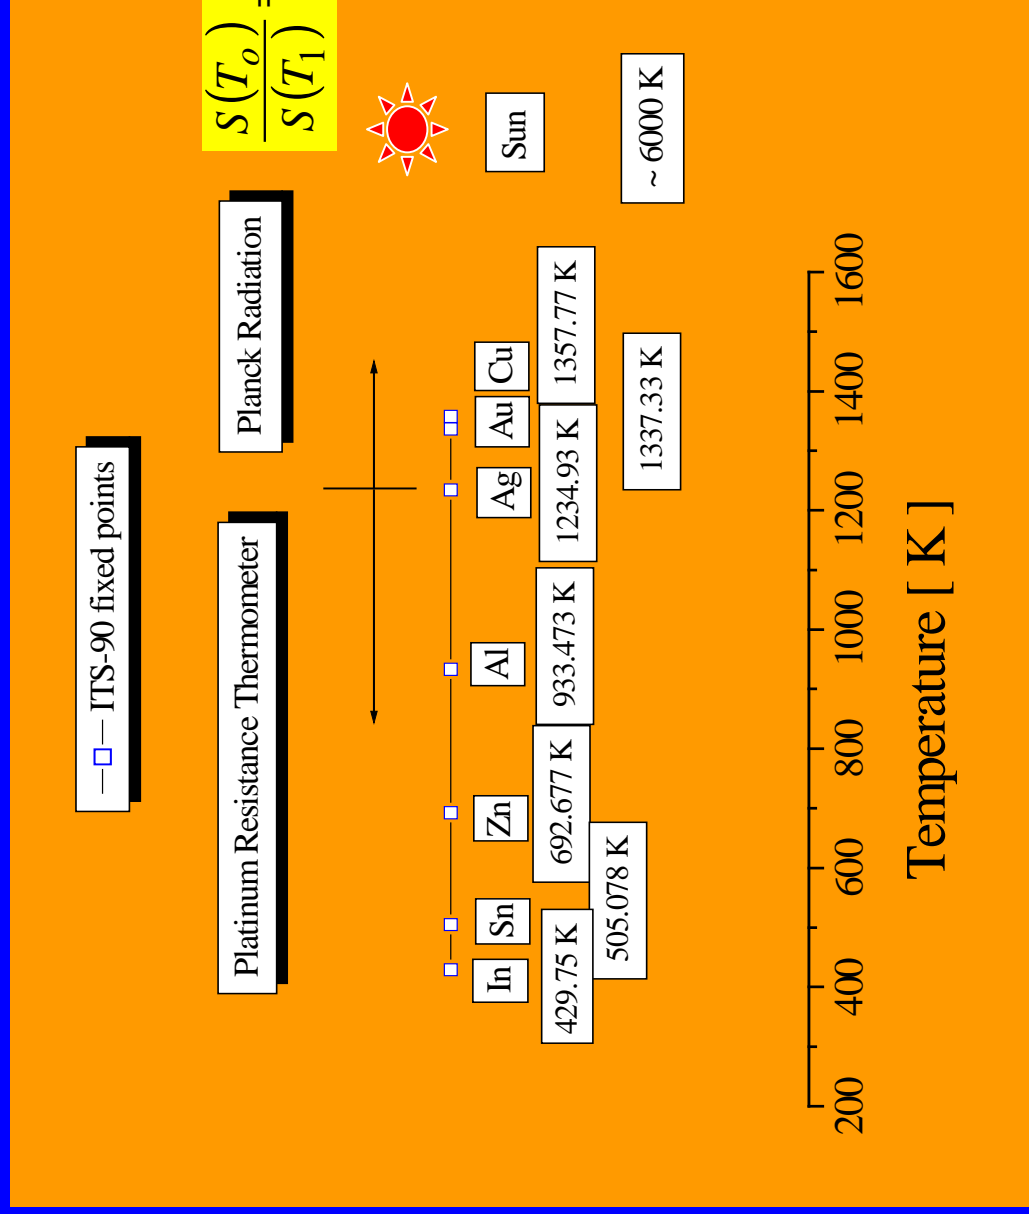 ITS-90 fixed points
Platinum Resistance Thermometer
Planck Radiation
S(T₀)
=
S(T₁)
In
Sn
Zn
Al
Ag
Au
Cu
Sun
429.75 K
692.677 K
933.473 K
1234.93 K
1357.77 K
505.078 K
1337.33 K
~ 6000 K
200
400
600
800
1000
1200
1400
1600
Temperature [ K ]